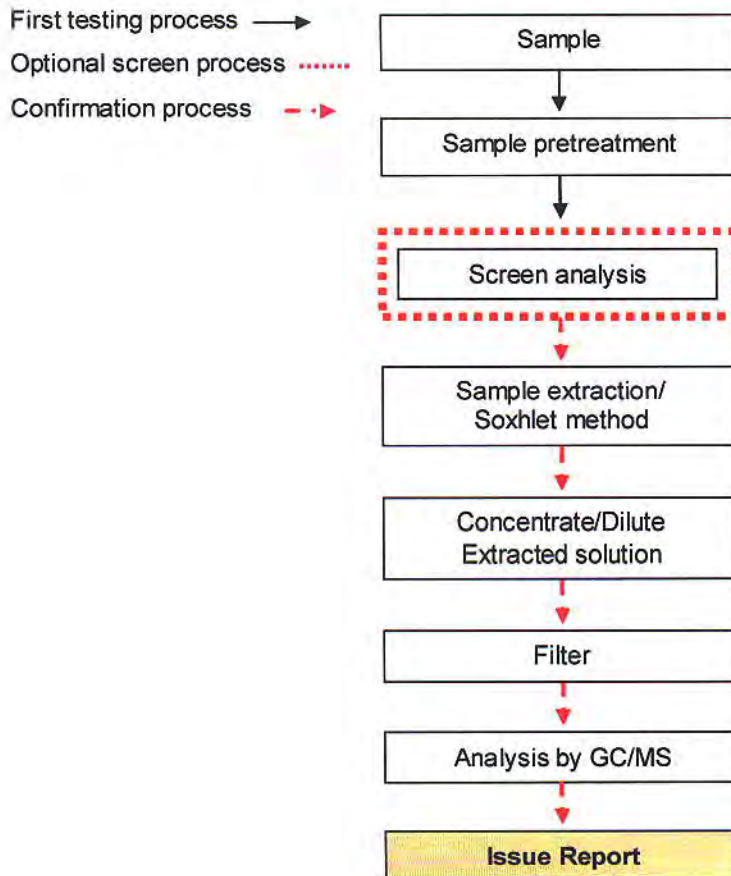 First testing process
Optional screen process
Confirmation process
Sample
Sample pretreatment
Screen analysis
Sample extraction/
Soxhlet method
Concentrate/Dilute
Extracted solution
Filter
Analysis by GC/MS
Issue Report